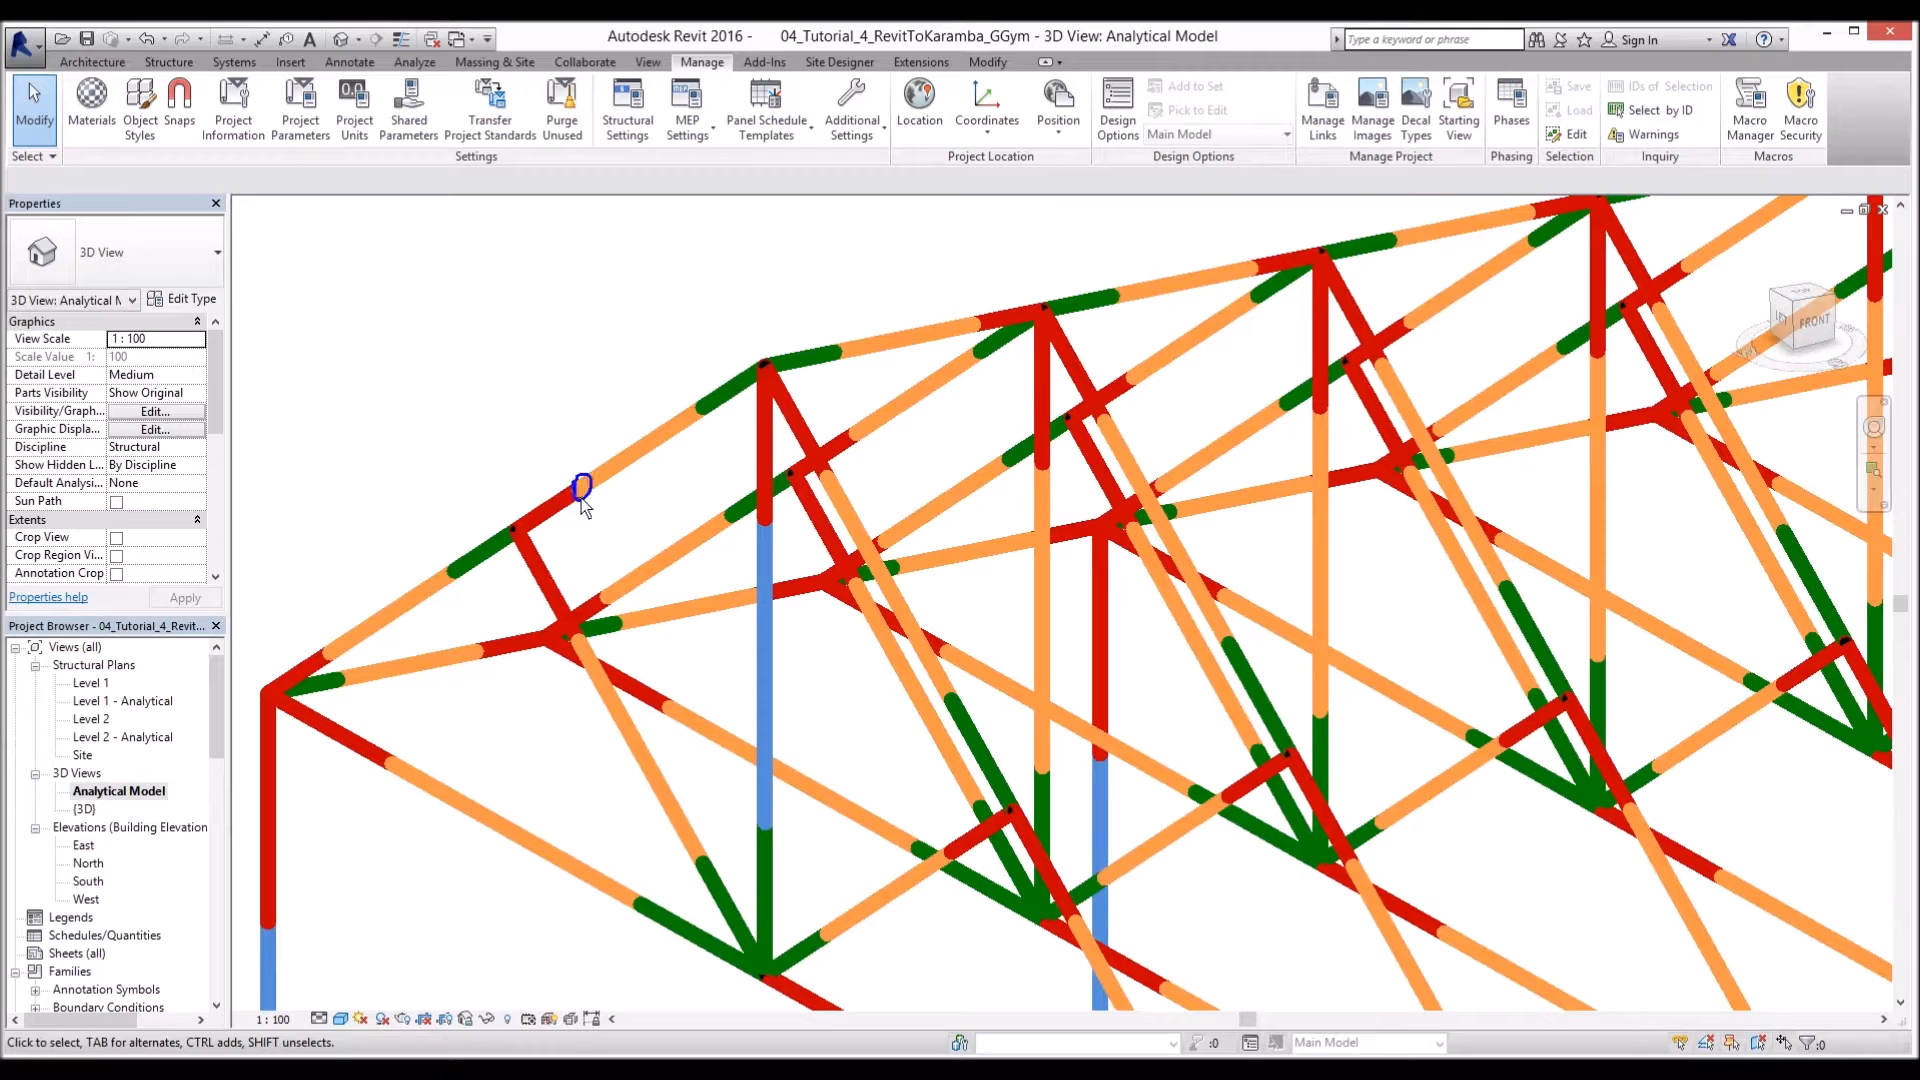 Autodesk Revit 2016 - 04_Tutorial_4_RevitToKaramba_GGym - 3D View: Analytical Model
Type a keyword or phrase
Sign In
Architecture Structure Systems Insert Annotate Analyze Massing & Site Collaborate View Manage Add-Ins Site Designer Extensions Modify
Modify
Materials
Object Styles
Snaps
Project Information
Project Parameters
Project Units
Shared Parameters
Transfer Project Standards
Purge Unused
Structural Settings
MEP Settings
Panel Schedule Templates
Additional Settings
Location
Coordinates
Position
Design Options
Add to Set
Pick to Edit
Main Model
Manage Links
Manage Images
Decal Types
Starting View
Phases
Save
Load
Edit
IDs of Selection
Select by ID
Warnings
Macro Manager
Macro Security
Select
Settings
Project Location
Design Options
Manage Project
Phasing
Selection
Inquiry
Macros
Properties
3D View
3D View: Analytical M
Edit Type
Graphics
View Scale 1 : 100
Scale Value 1: 100
Detail Level Medium
Parts Visibility Show Original
Visibility/Graph... Edit...
Graphic Displa... Edit...
Discipline Structural
Show Hidden L... By Discipline
Default Analysi... None
Sun Path
Extents
Crop View
Crop Region Vi...
Annotation Crop
Properties help
Apply
Project Browser - 04_Tutorial_4_Revit...
Views (all)
Structural Plans
Level 1
Level 1 - Analytical
Level 2
Level 2 - Analytical
Site
3D Views
Analytical Model
{3D}
Elevations (Building Elevation
East
North
South
West
Legends
Schedules/Quantities
Sheets (all)
Families
Annotation Symbols
Boundary Conditions
TOP
FRONT
1 : 100
Click to select, TAB for alternates, CTRL adds, SHIFT unselects.
:0
Main Model
:0